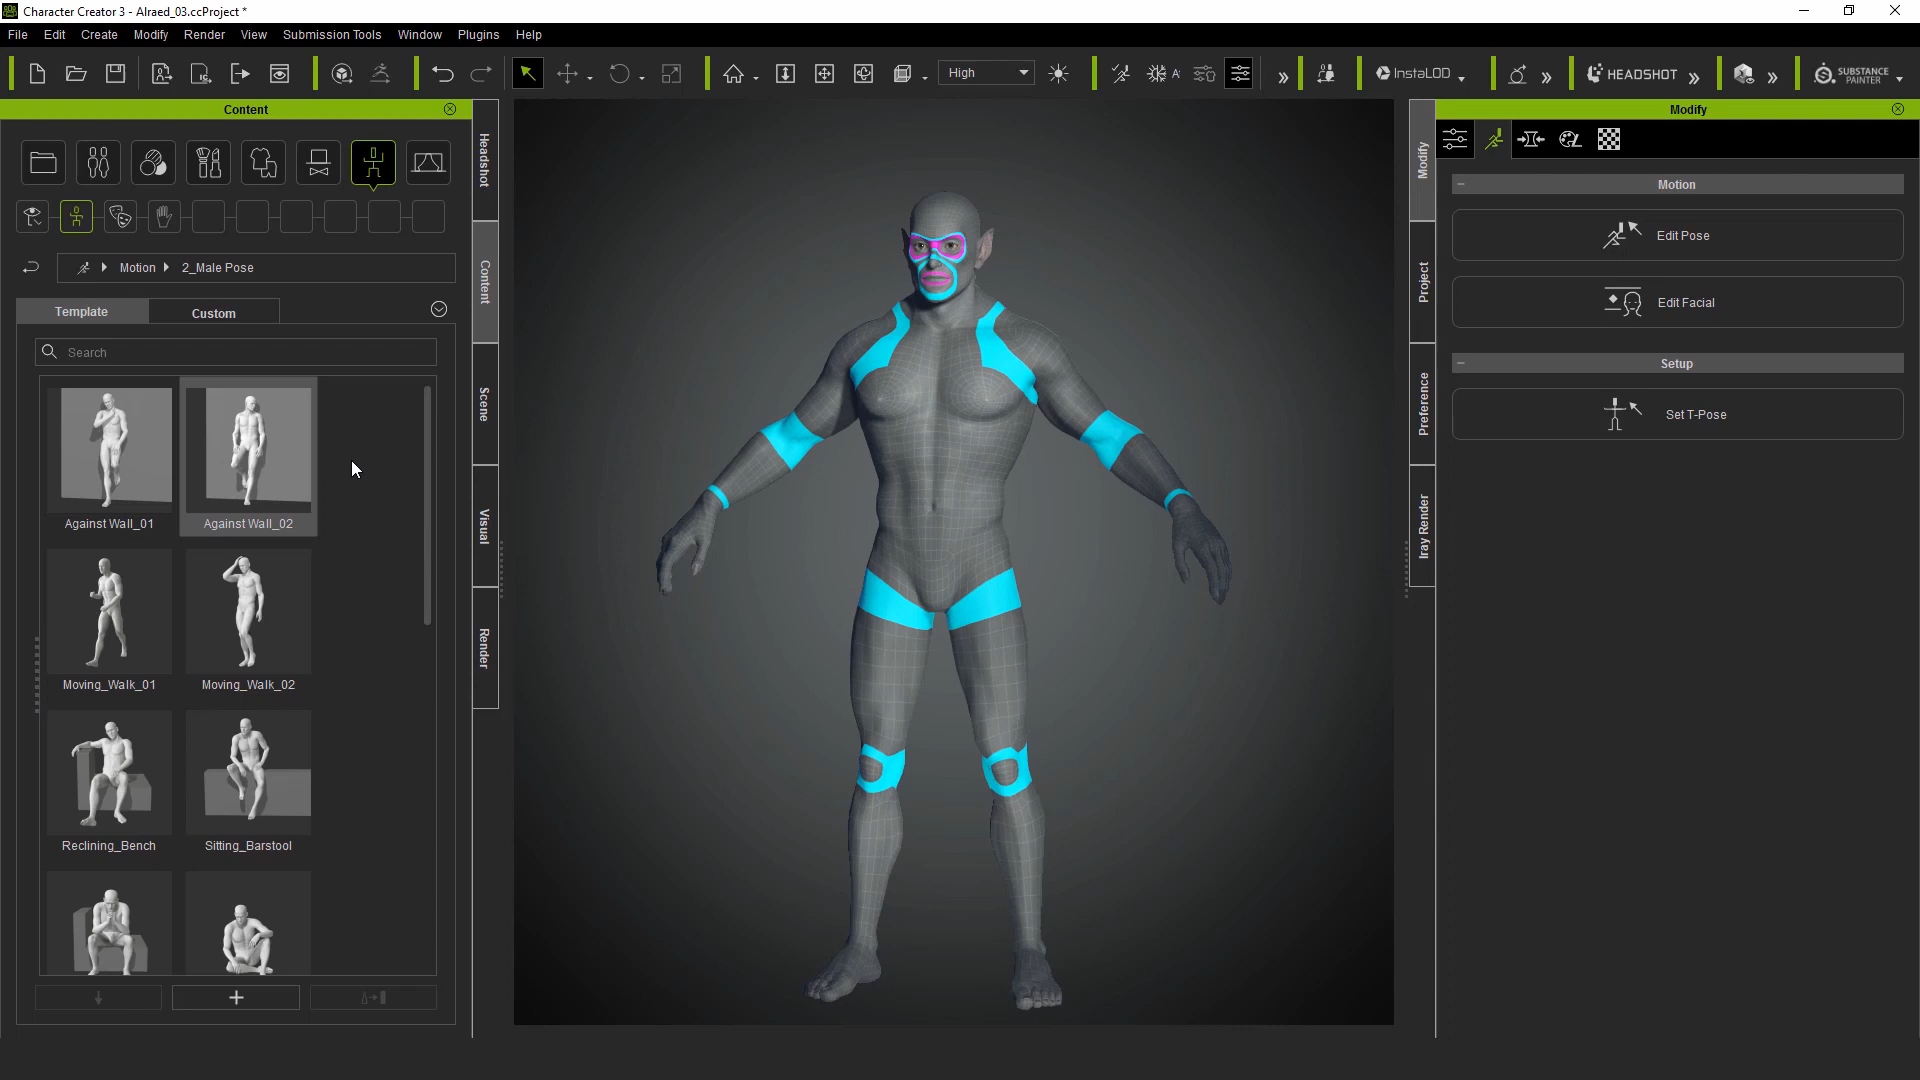 Character Creator 3 - Alraed_03.ccProject *
File Edit Create Modify Render View Submission Tools Window Plugins Help
High
InstaLOD
HEADSHOT
SUBSTANCE
PAINTER
Content
Modify
Headshot
Content
Scene
Visual
Render
Motion
2_Male Pose
Template
Custom
Search
Against Wall_01
Against Wall_02
Moving_Walk_01
Moving_Walk_02
Reclining_Bench
Sitting_Barstool
Modify
Project
Preference
Iray Render
Motion
Edit Pose
Edit Facial
Setup
Set T-Pose